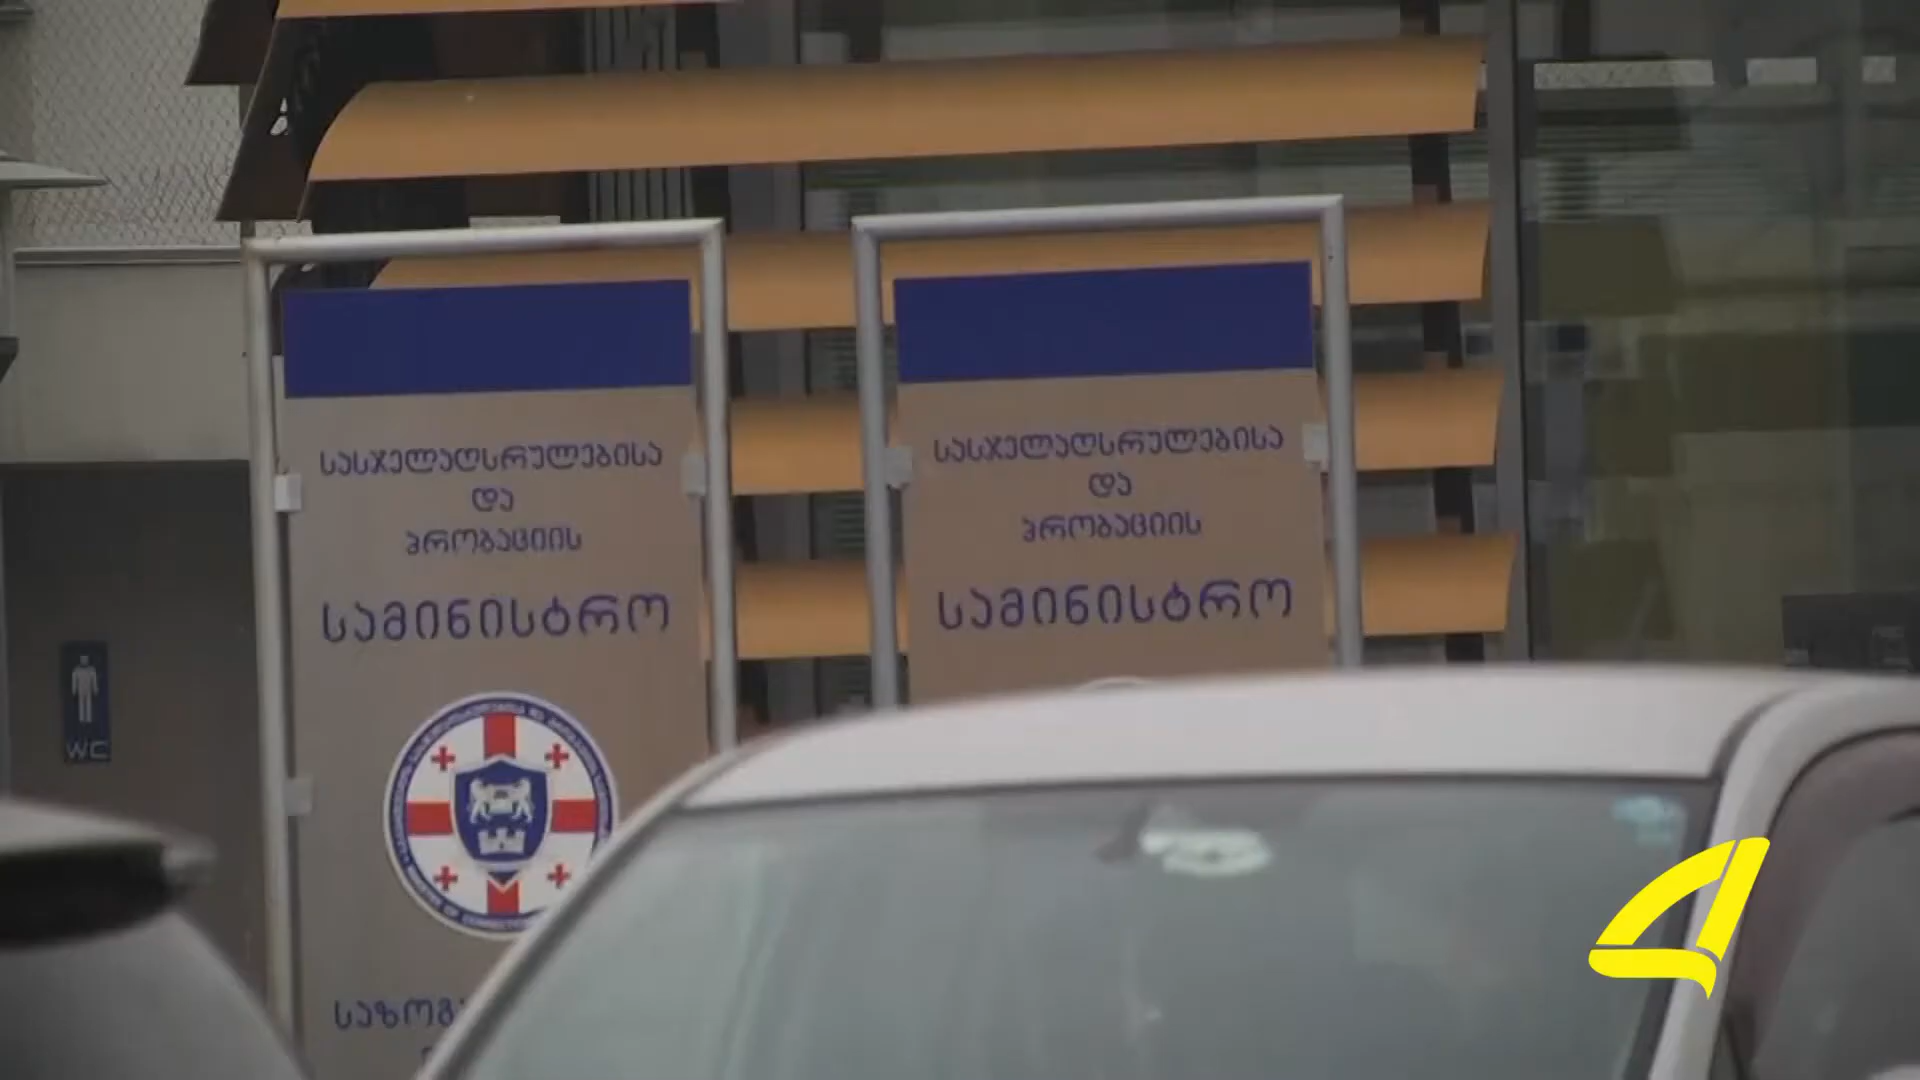 სასჯელაღსრულებისა
და
პრობაციის
სამინისტრო
სასჯელაღსრულებისა
და
პრობაციის
სამინისტრო
WC